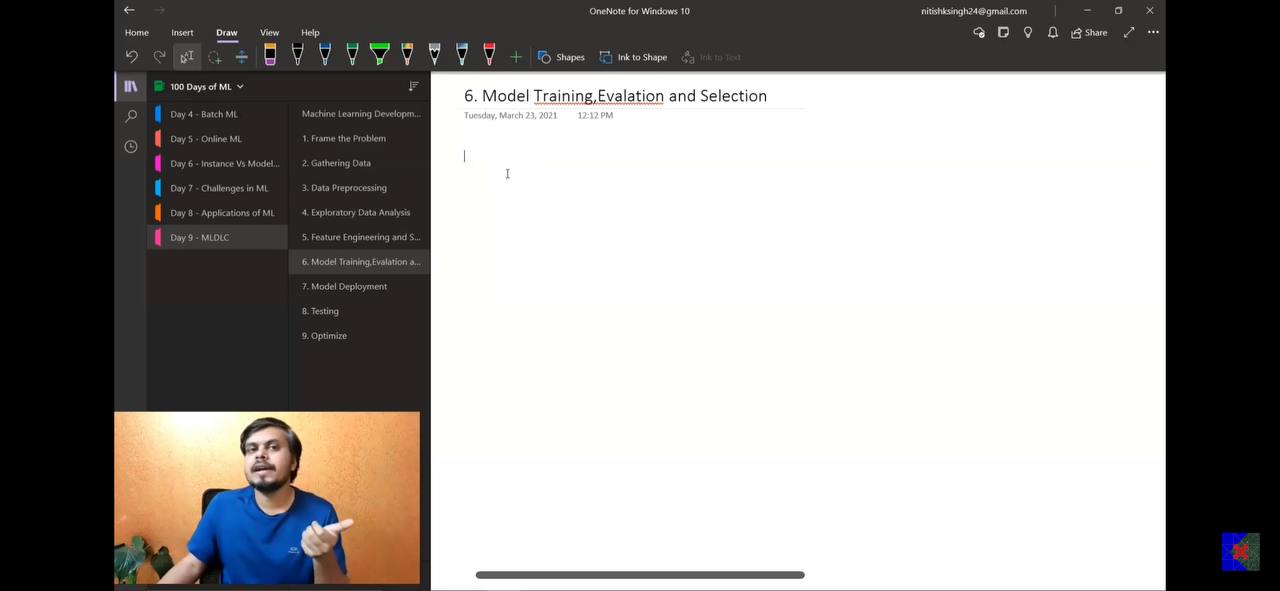 OneNote for Windows 10
nitishksingh24@gmail.com
Home
Insert
Draw
View
Help
Share
Shapes
Ink to Shape
Ink to Text
100 Days of ML
Day 4 - Batch ML
Day 5 - Online ML
Day 6 - Instance Vs Model...
Day 7 - Challenges in ML
Day 8 - Applications of ML
Day 9 - MLDLC
Machine Learning Developm...
1. Frame the Problem
2. Gathering Data
3. Data Preprocessing
4. Exploratory Data Analysis
5. Feature Engineering and S...
6. Model Training,Evalation a...
7. Model Deployment
8. Testing
9. Optimize
6. Model Training,Evalation and Selection
Tuesday, March 23, 2021 12:12 PM